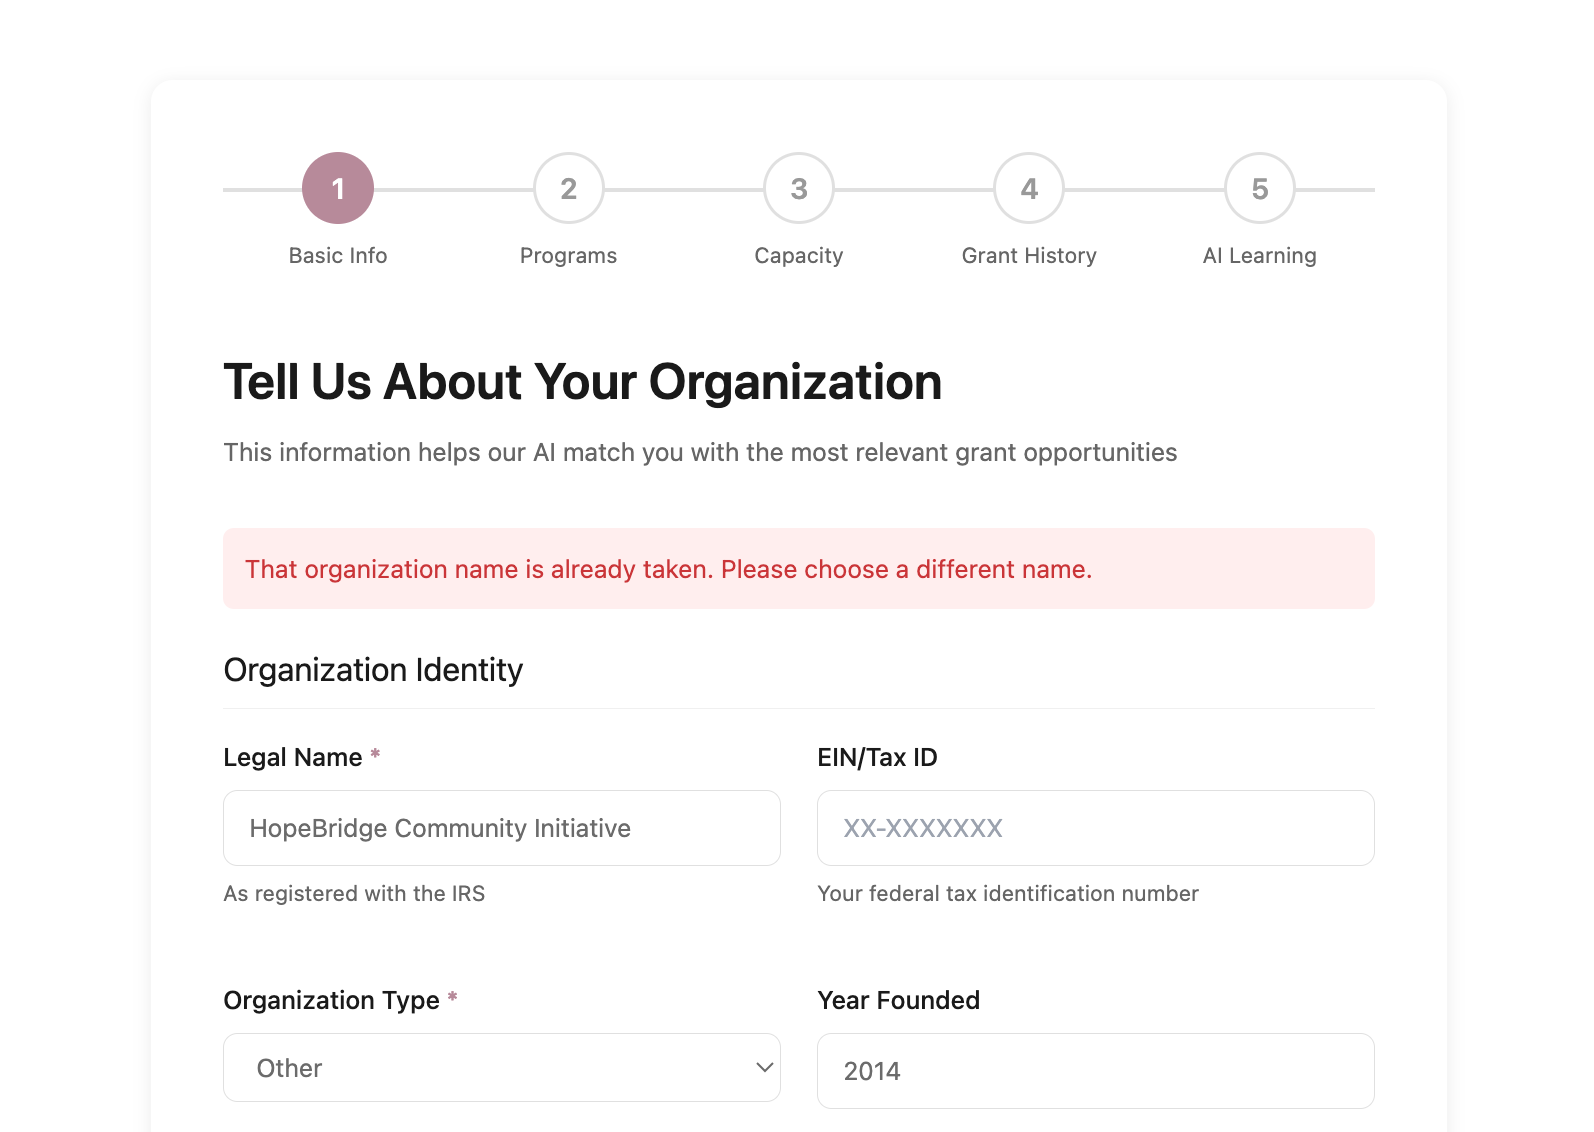 1 2 3 4 5
Basic Info Programs Capacity Grant History AI Learning
Tell Us About Your Organization
This information helps our AI match you with the most relevant grant opportunities
That organization name is already taken. Please choose a different name.
Organization Identity
Legal Name * EIN/Tax ID
HopeBridge Community Initiative XX-XXXXXXX
As registered with the IRS Your federal tax identification number
Organization Type * Year Founded
Other 2014